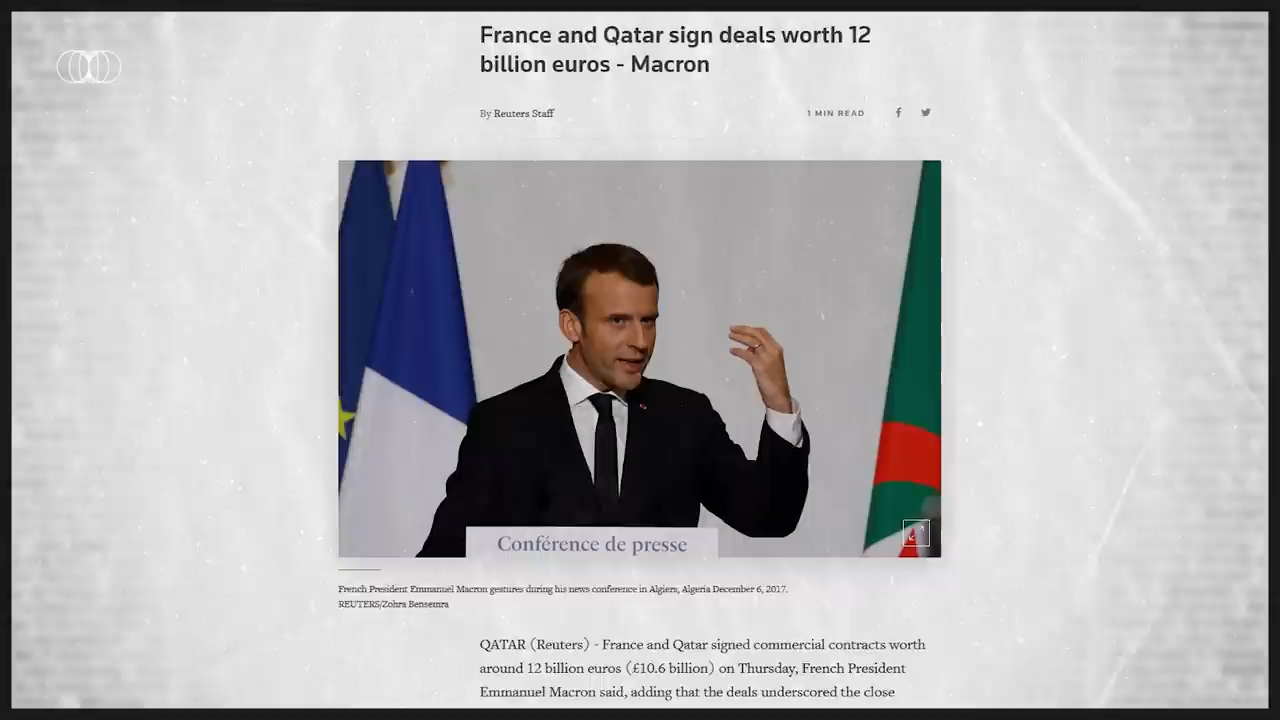 France and Qatar sign deals worth 12
billion euros - Macron
By Reuters Staff
1 MIN READ
Conférence de presse
French President Emmanuel Macron gestures during his news conference in Algiers, Algeria December 6, 2017.
REUTERS/Zohra Bensemra
QATAR (Reuters) - France and Qatar signed commercial contracts worth
around 12 billion euros (£10.6 billion) on Thursday, French President
Emmanuel Macron said, adding that the deals underscored the close